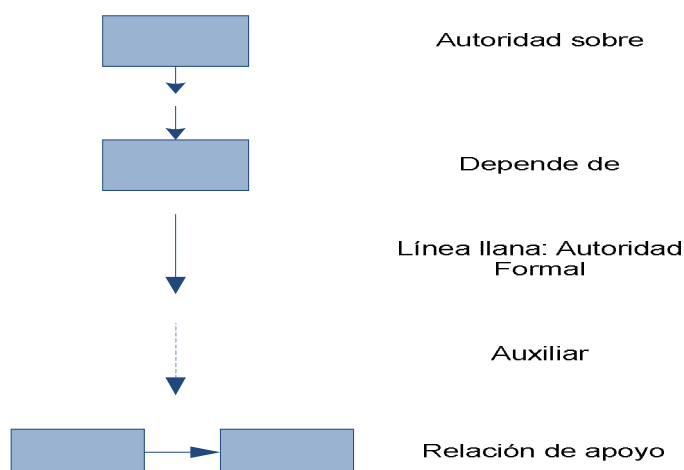 Autoridad sobre
Depende de
Línea llana: Autoridad
Formal
Auxiliar
Relación de apoyo